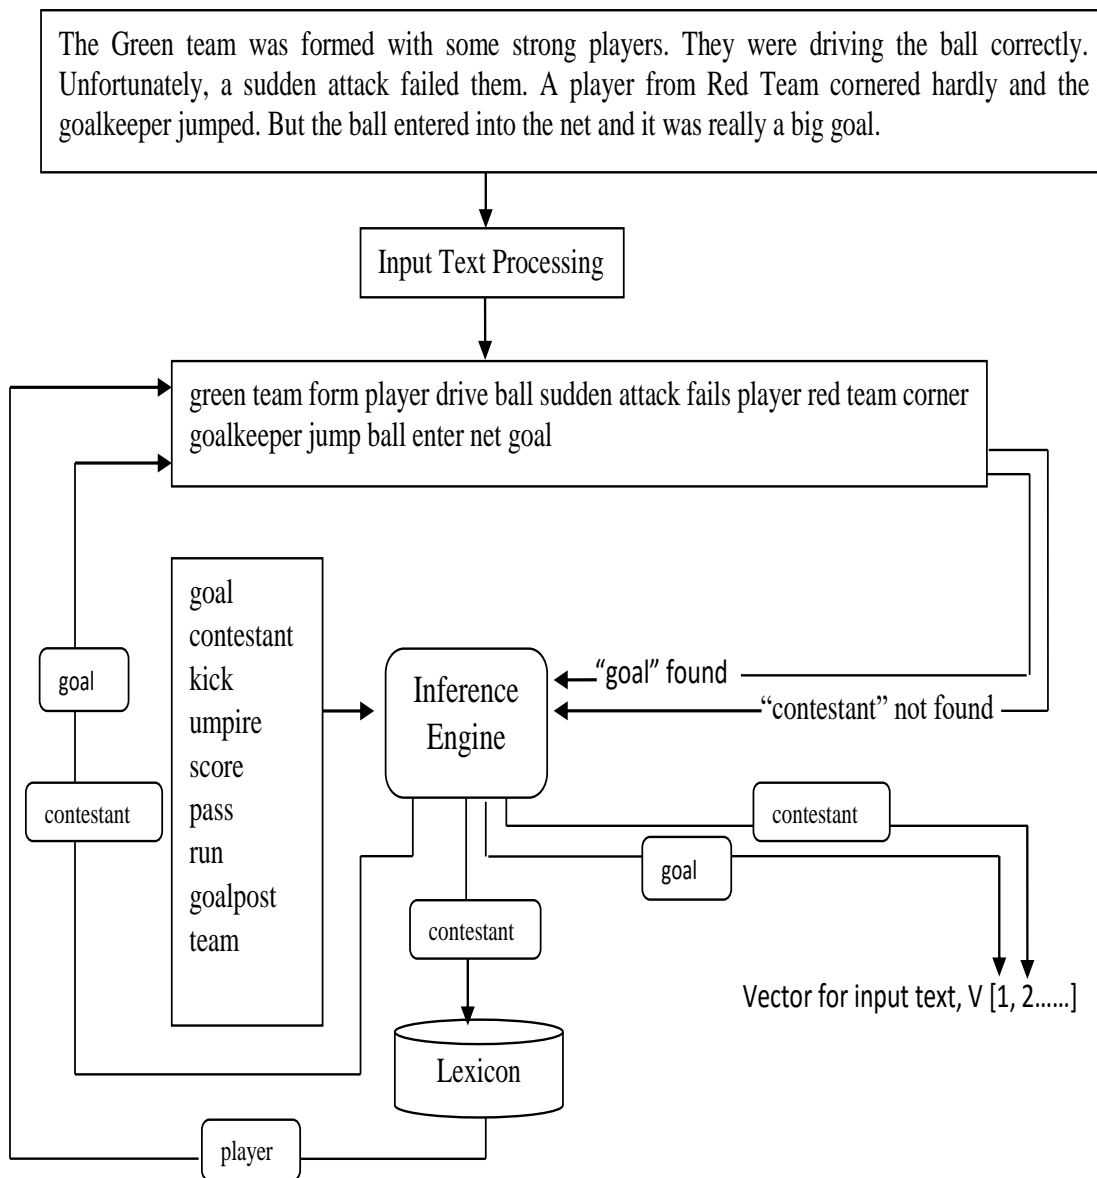 The Green team was formed with some strong players. They were driving the ball correctly.
Unfortunately, a sudden attack failed them. A player from Red Team cornered hardly and the
goalkeeper jumped. But the ball entered into the net and it was really a big goal.
Input Text Processing
green team form player drive ball sudden attack fails player red team corner
goalkeeper jump ball enter net goal
goal
contestant
kick
umpire
score
pass
run
goalpost
team
goal
contestant
Inference
Engine
“goal” found
“contestant” not found
contestant
goal
contestant
Vector for input text, V [1, 2......]
Lexicon
player